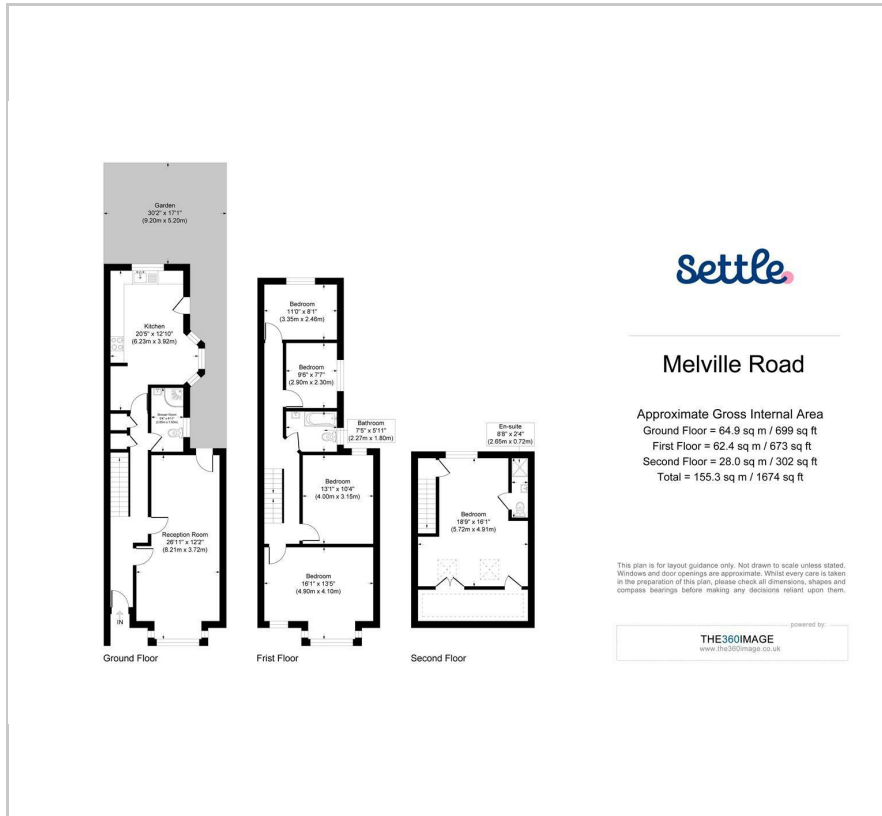 Garden
30'2" x 17'1"
(9.20m x 5.20m)
Kitchen
20'5" x 12'10"
(6.23m x 3.92m)
Shower Room
Reception Room
26'11" x 12'2"
(8.21m x 3.72m)
IN
Ground Floor
Bedroom
11'0" x 8'1"
(3.35m x 2.46m)
Bedroom
9'6" x 7'7"
(2.90m x 2.30m)
Bathroom
7'5" x 5'11"
(2.27m x 1.80m)
Bedroom
13'1" x 10'4"
(4.00m x 3.15m)
Bedroom
16'1" x 13'5"
(4.90m x 4.10m)
Frist Floor
En-suite
8'8" x 2'4"
(2.65m x 0.72m)
Bedroom
18'9" x 16'1"
(5.72m x 4.91m)
Second Floor
settle.
Melville Road
Approximate Gross Internal Area
Ground Floor = 64.9 sq m / 699 sq ft
First Floor = 62.4 sq m / 673 sq ft
Second Floor = 28.0 sq m / 302 sq ft
Total = 155.3 sq m / 1674 sq ft
This plan is for layout guidance only. Not drawn to scale unless stated.
Windows and door openings are approximate. Whilst every care is taken
in the preparation of this plan, please check all dimensions, shapes and
compass bearings before making any decisions reliant upon them.
powered by:
THE360IMAGE
www.the360image.co.uk